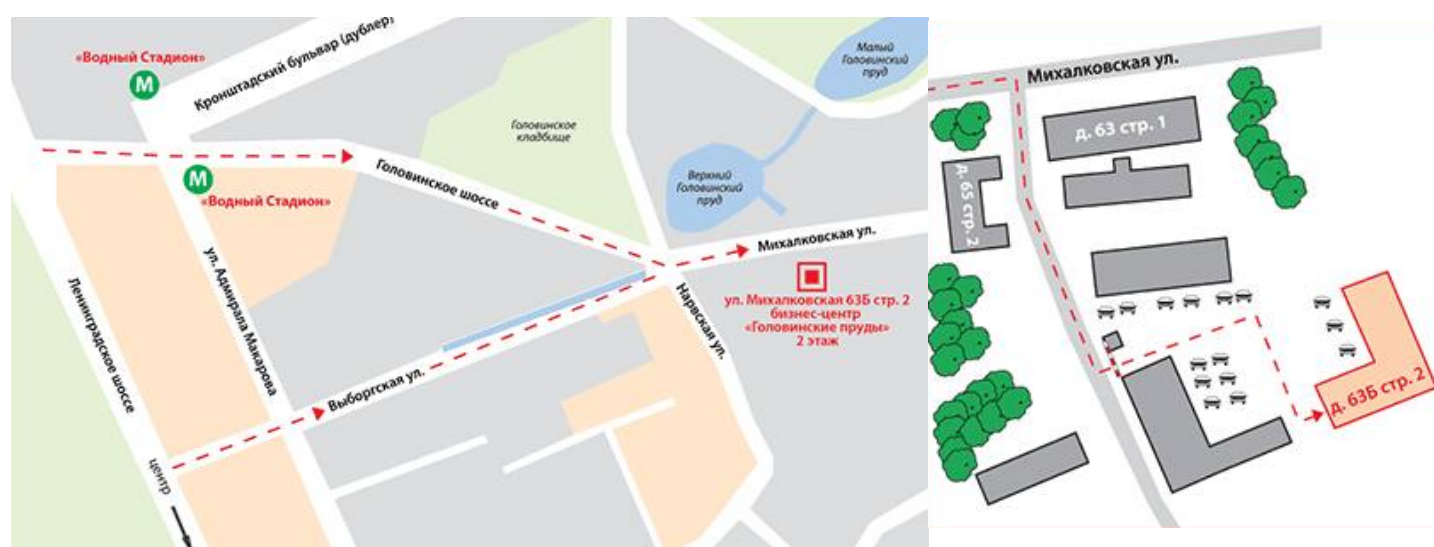 «Водный Стадион»
М
Кронштадский бульвар (дублер)
Малый
Головинский
пруд
Головинское
кладбище
Головинское шоссе
М
«Водный Стадион»
Верхний
Головинский
пруд
Михалковская ул.
ул. Михалковская 63Б стр. 2
бизнес-центр
«Головинские пруды»
2 этаж
Ленинградское шоссе
ул. Адмирала Макарова
Нарвская ул.
Выборгская ул.
центр
Михалковская ул.
д. 63 стр. 1
д. 65 стр. 2
д. 63Б стр. 2